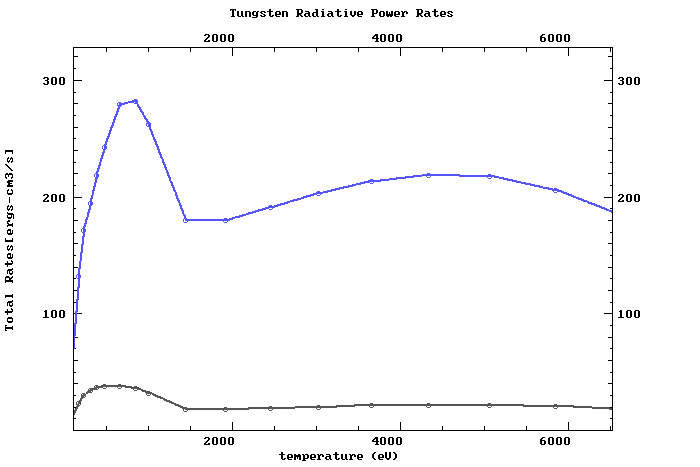 Tungsten Radiative Power Rates
2000 4000 6000
300 300
200 200
100 100
Total Rates[ergs-cm3/s]
2000 4000 6000
temperature (eV)